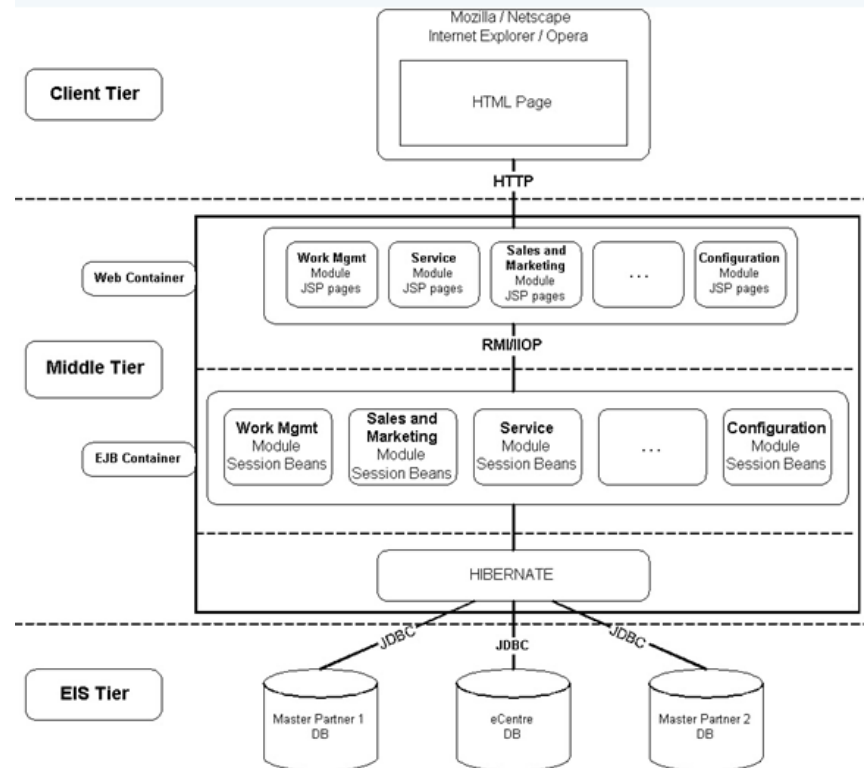 Mozilla / Netscape
Internet Explorer / Opera
Client Tier
HTML Page
HTTP
Web Container
Work Mgmt
Module
JSP pages
Service
Module
JSP pages
Sales and
Marketing
Module
JSP pages
...
Configuration
Module
JSP pages
RMI/IIOP
Middle Tier
EJB Container
Work Mgmt
Module
Session Beans
Sales and
Marketing
Module
Session Beans
Service
Module
Session Beans
...
Configuration
Module
Session Beans
HIBERNATE
JDBC
JDBC
JDBC
EIS Tier
Master Partner 1
DB
eCentre
DB
Master Partner 2
DB